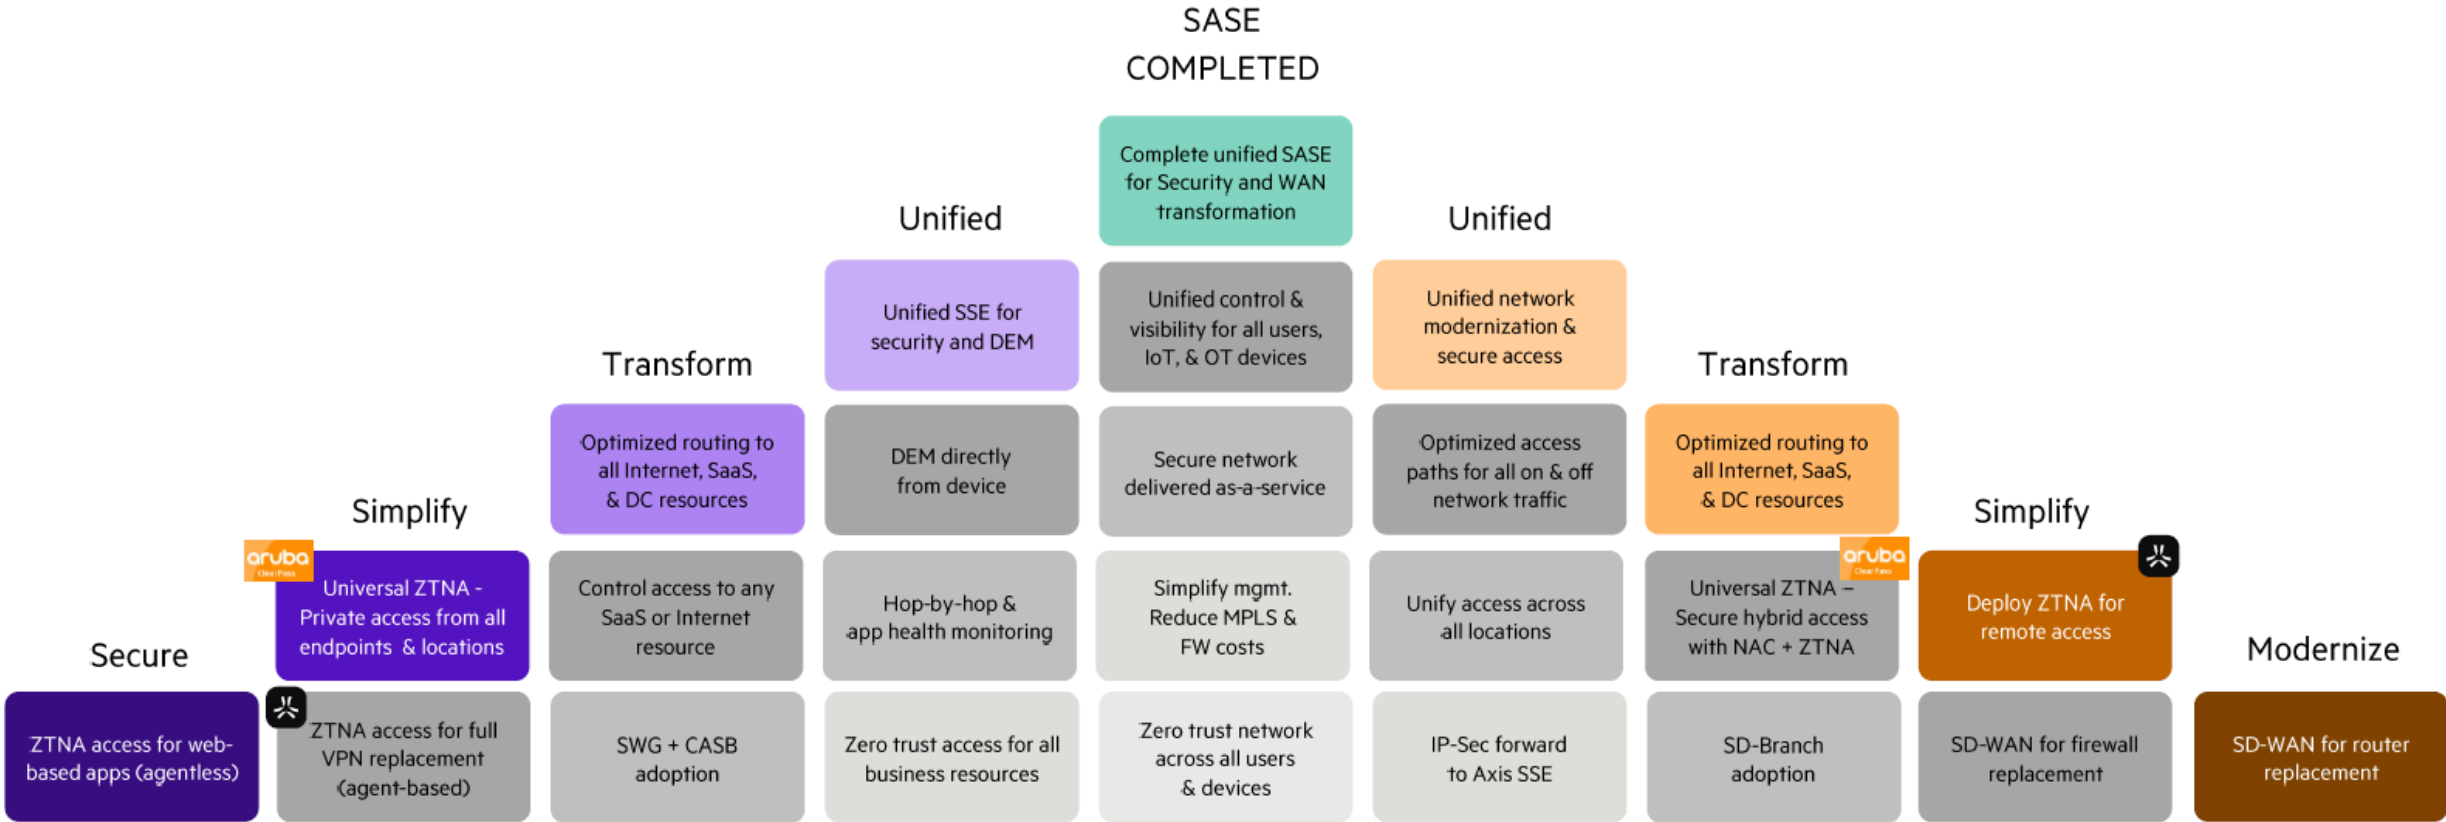 SASE
COMPLETED
Complete unified SASE
for Security and WAN
transformation
Unified
Unified SSE for
security and DEM
Unified control &
visibility for all users,
IoT, & OT devices
Unified
Unified network
modernization &
secure access
Transform
Optimized routing to
all Internet, SaaS,
& DC resources
DEM directly
from device
Secure network
delivered as-a-service
Optimized access
paths for all on & off
network traffic
Transform
Optimized routing to
all Internet, SaaS,
& DC resources
Simplify
aruba
ClearPass
Universal ZTNA -
Private access from all
endpoints & locations
Control access to any
SaaS or Internet
resource
Hop-by-hop &
app health monitoring
Simplify mgmt.
Reduce MPLS &
FW costs
Unify access across
all locations
aruba
ClearPass
Universal ZTNA –
Secure hybrid access
with NAC + ZTNA
Simplify
Deploy ZTNA for
remote access
Secure
ZTNA access for web-
based apps (agentless)
ZTNA access for full
VPN replacement
(agent-based)
SWG + CASB
adoption
Zero trust access for all
business resources
Zero trust network
across all users
& devices
IP-Sec forward
to Axis SSE
SD-Branch
adoption
SD-WAN for firewall
replacement
Modernize
SD-WAN for router
replacement